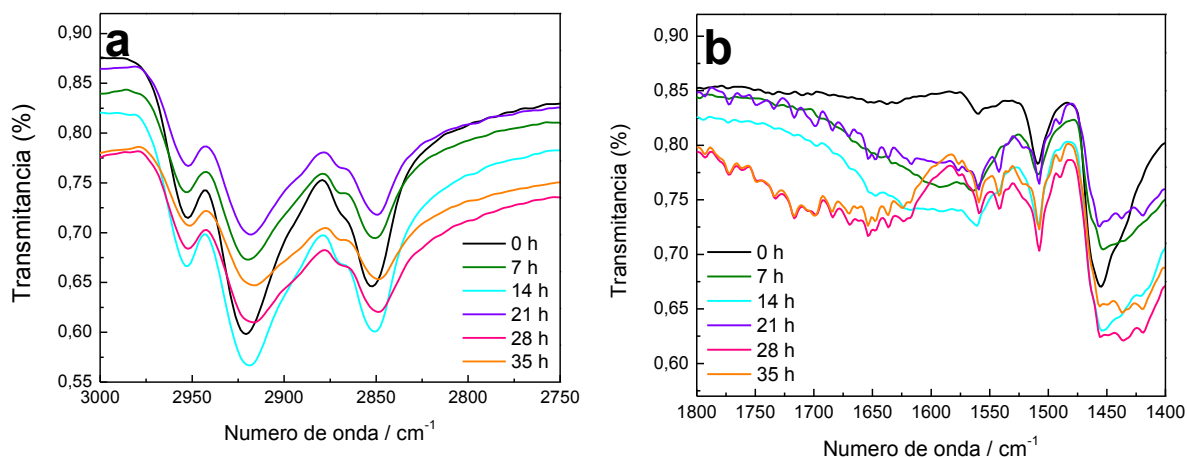 a
Transmitancia (%)
0,90
0,85
0,80
0,75
0,70
0,65
0,60
0,55
0 h
7 h
14 h
21 h
28 h
35 h
3000 2950 2900 2850 2800 2750
Numero de onda / cm-1
b
Transmitancia (%)
0,90
0,85
0,80
0,75
0,70
0,65
0,60
0 h
7 h
14 h
21 h
28 h
35 h
1800 1750 1700 1650 1600 1550 1500 1450 1400
Numero de onda / cm-1